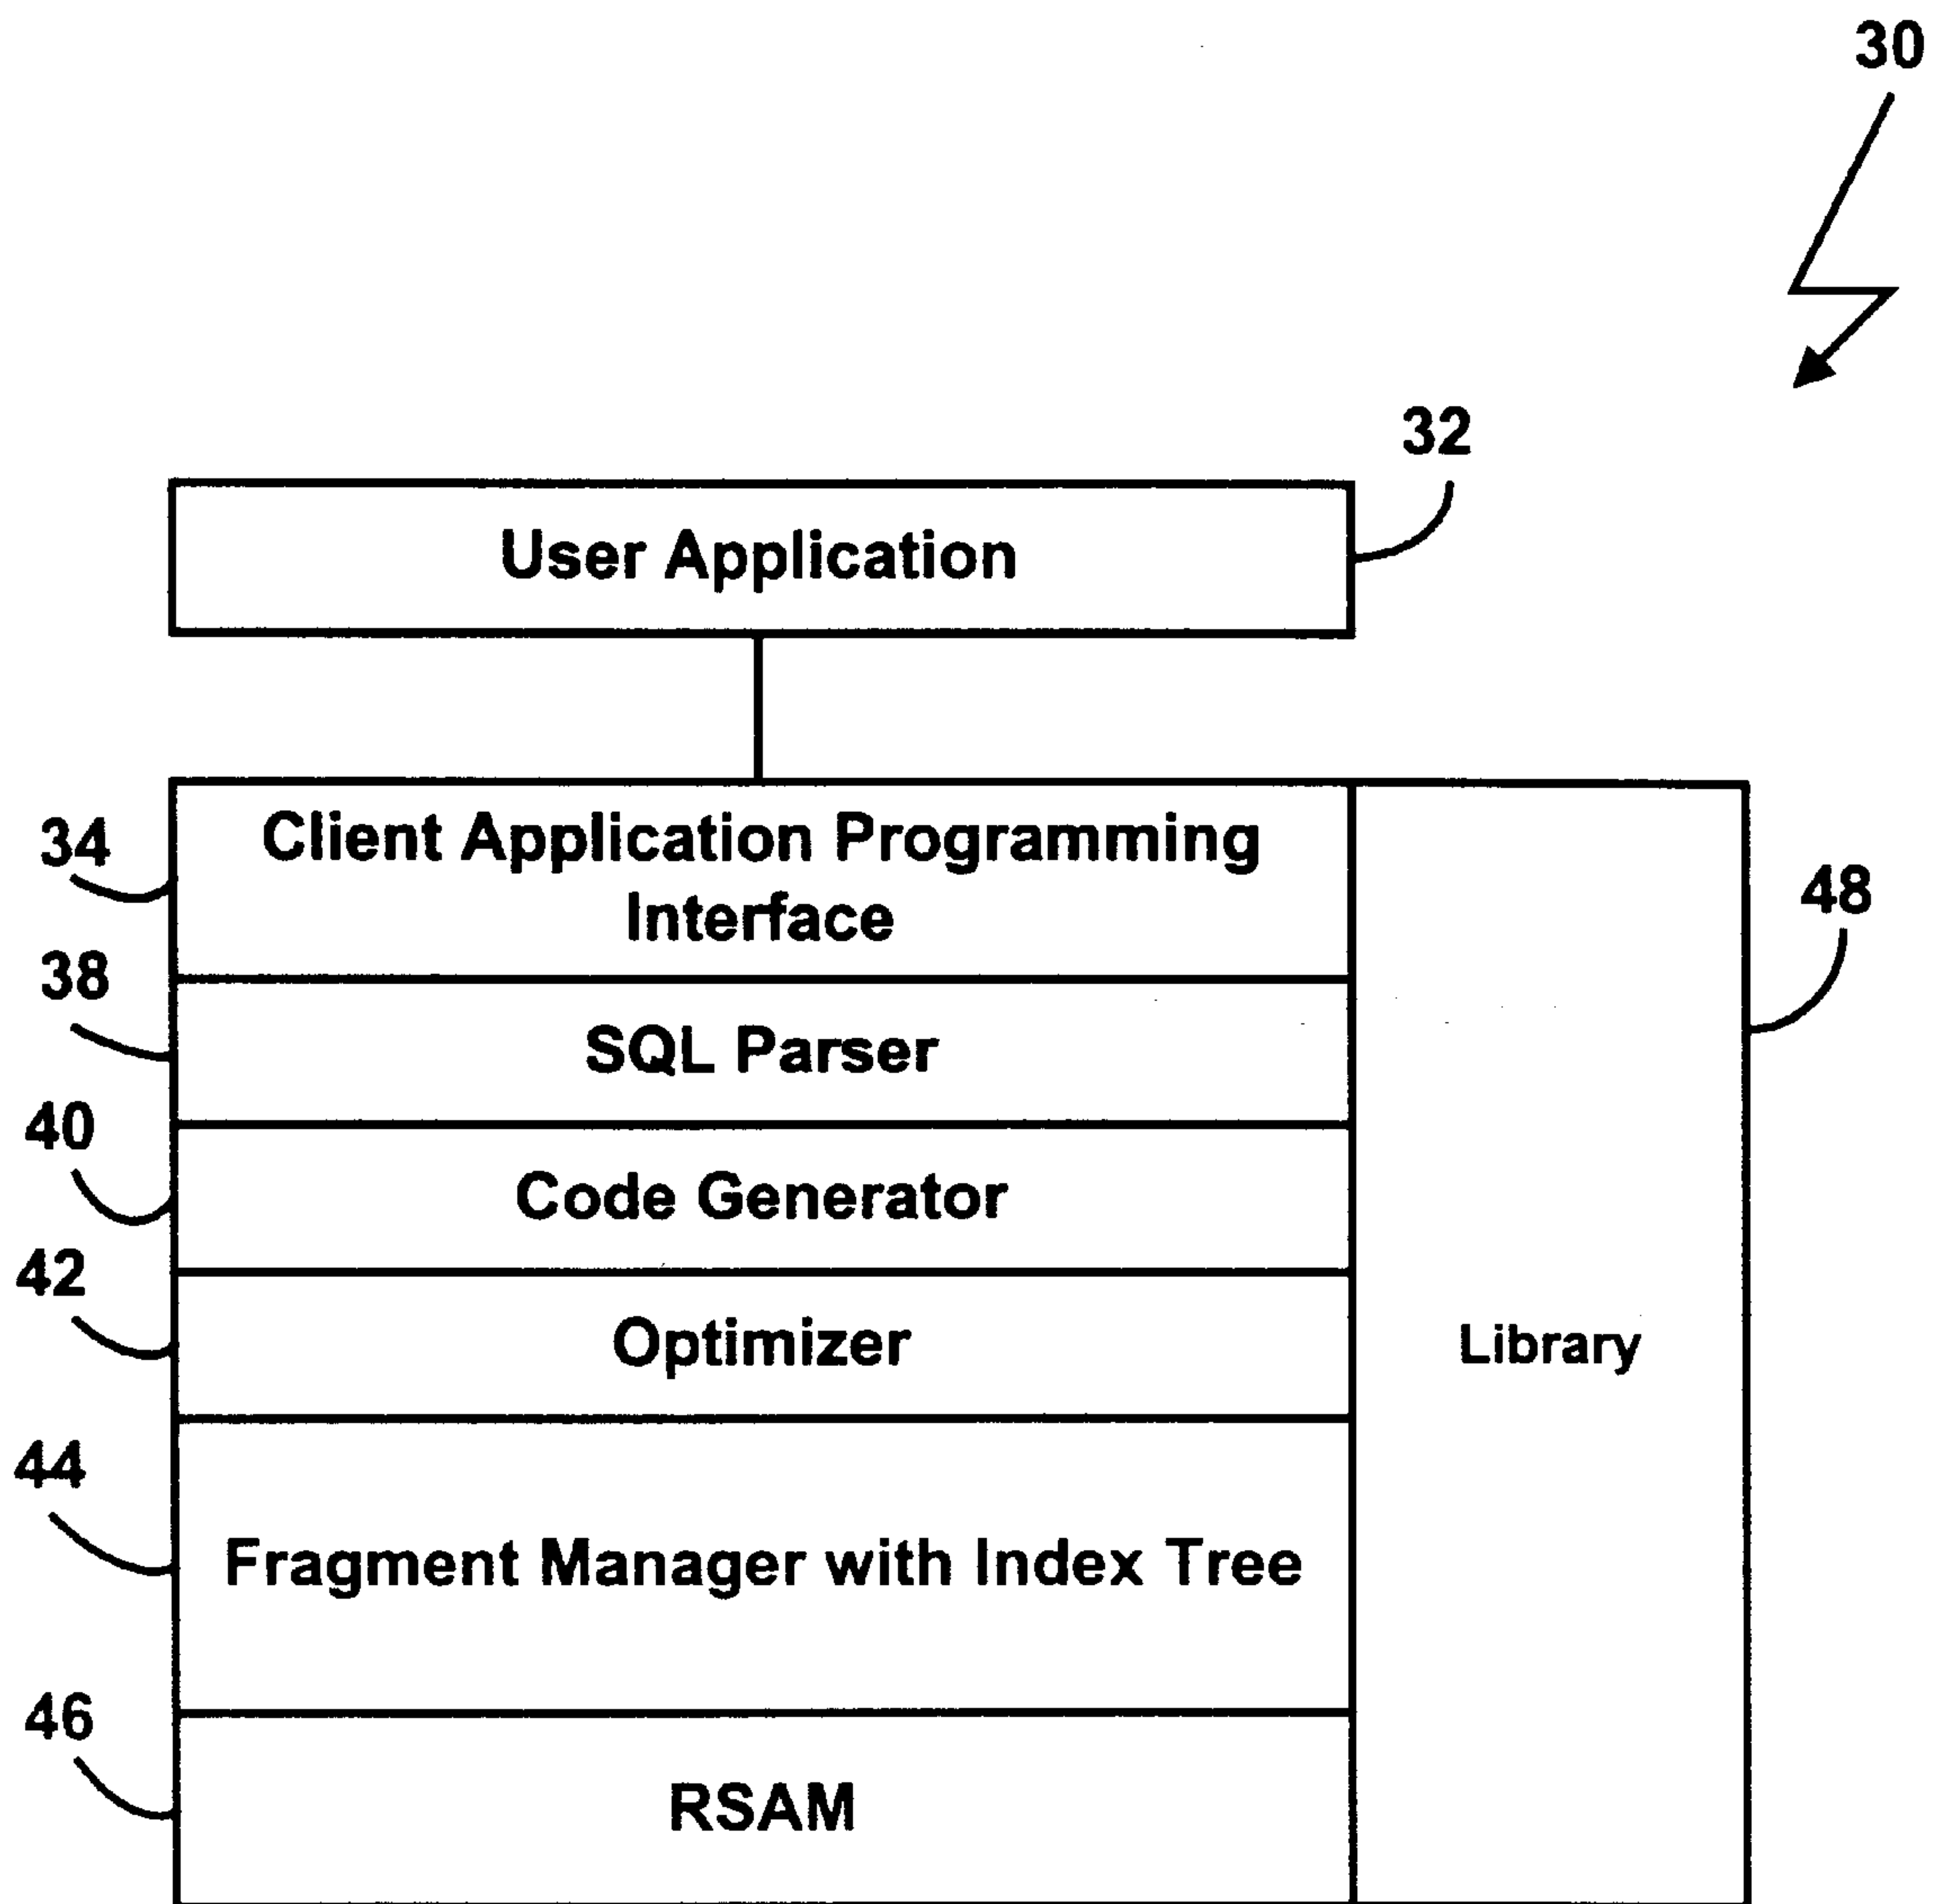 30
32
User Application
34
Client Application Programming
Interface
48
38
SQL Parser
40
Code Generator
42
Optimizer
Library
44
Fragment Manager with Index Tree
46
RSAM